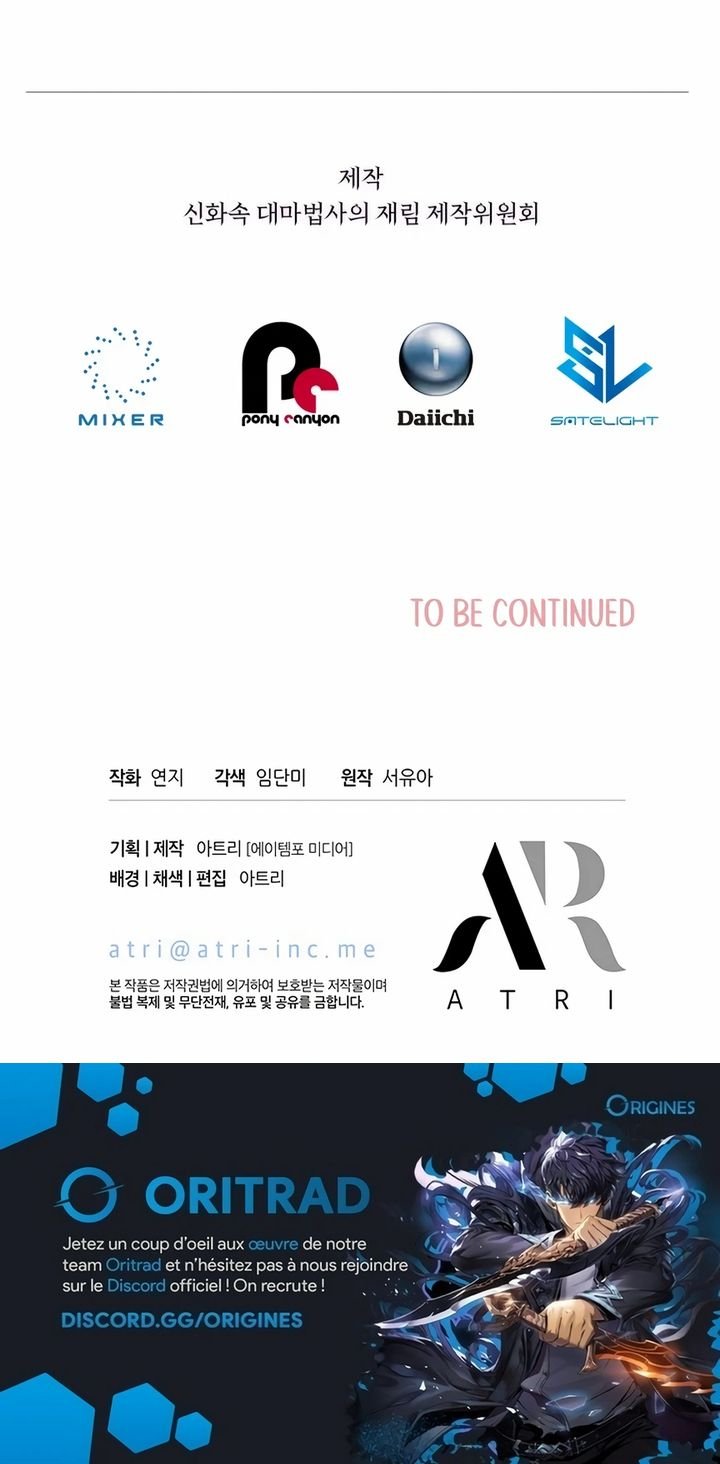 제작
신화속 대마법사의 재림 제작위원회
MIXER
pony canyon
Daiichi
SATELIGHT
TO BE CONTINUED
작화 연지 각색 임단미 원작 서유아
기획 | 제작 아트리 [에이템포 미디어]
배경 | 채색 | 편집 아트리
atri@atri-inc.me
본 작품은 저작권법에 의거하여 보호받는 저작물이며
불법 복제 및 무단전재, 유포 및 공유를 금합니다.
AR
ATRI
ORIGINES
ORITRAD
Jetez un coup d'oeil aux œuvre de notre
team Oritrad et n'hésitez pas à nous rejoindre
sur le Discord officiel ! On recrute !
DISCORD.GG/ORIGINES